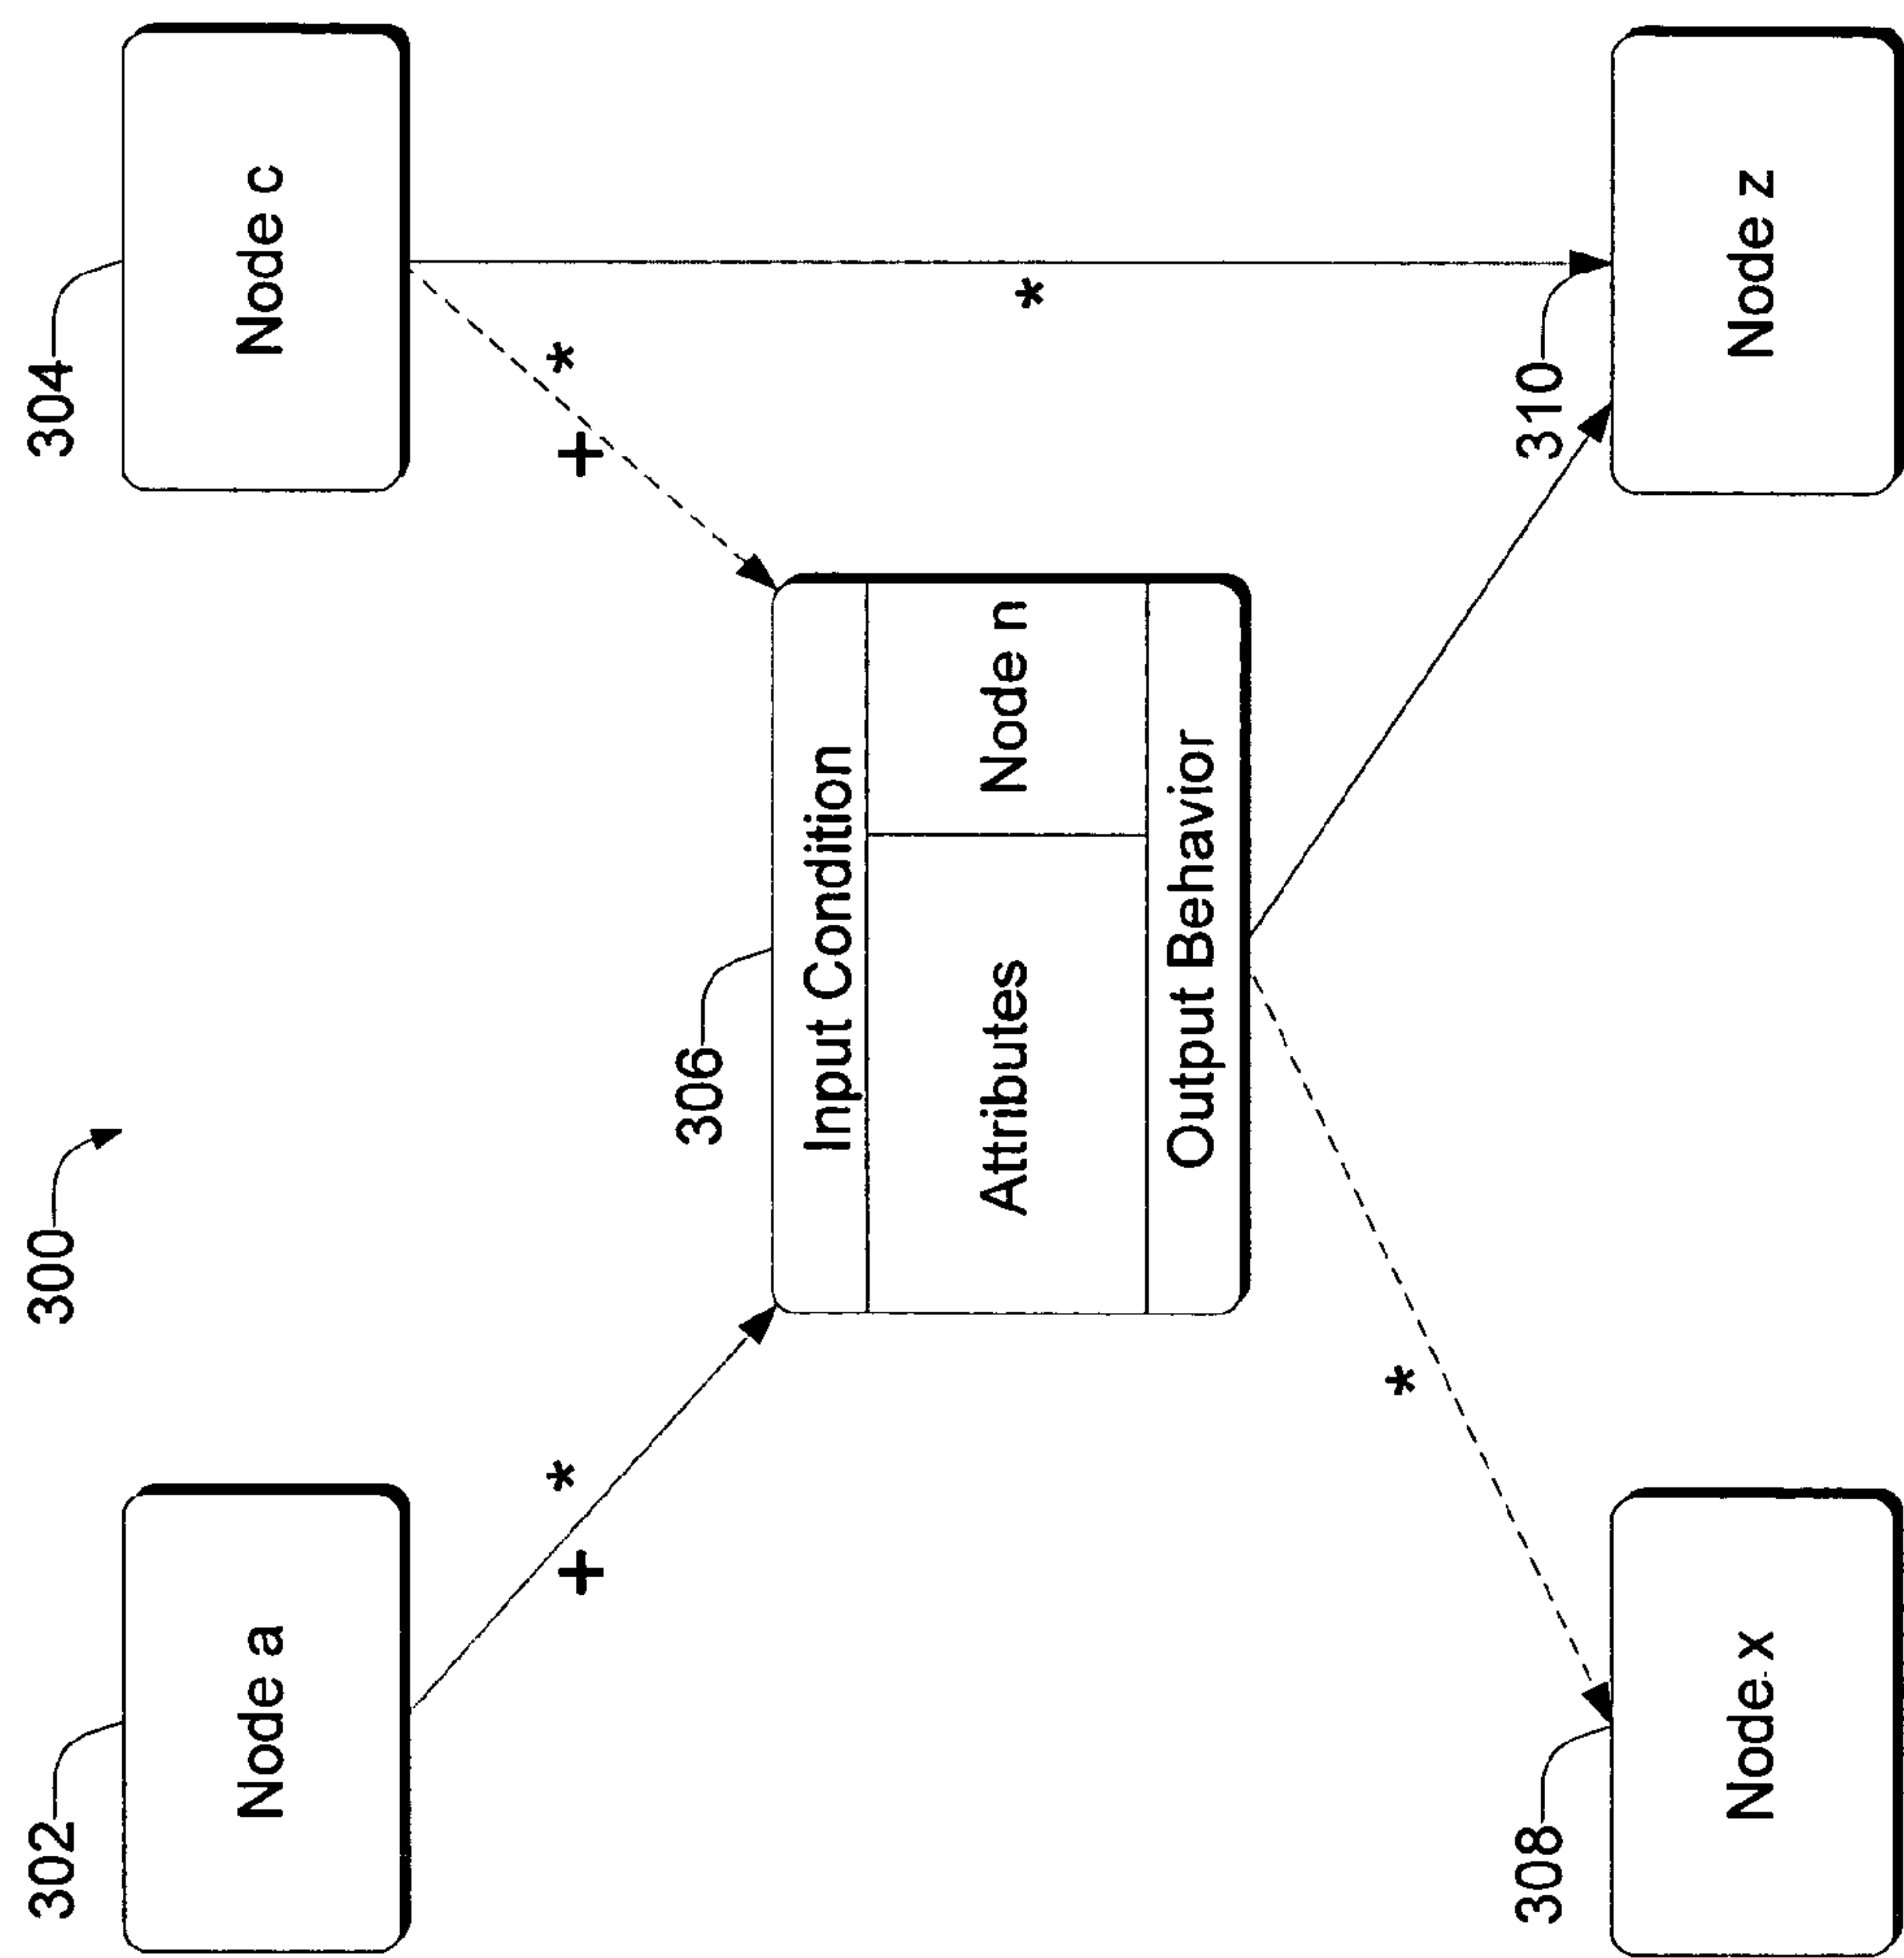 302
300
304
Node a
Node c
+ *
+ *
306
Input Condition
Attributes
Node n
*
Output Behavior
*
308
310
Node x
Node z